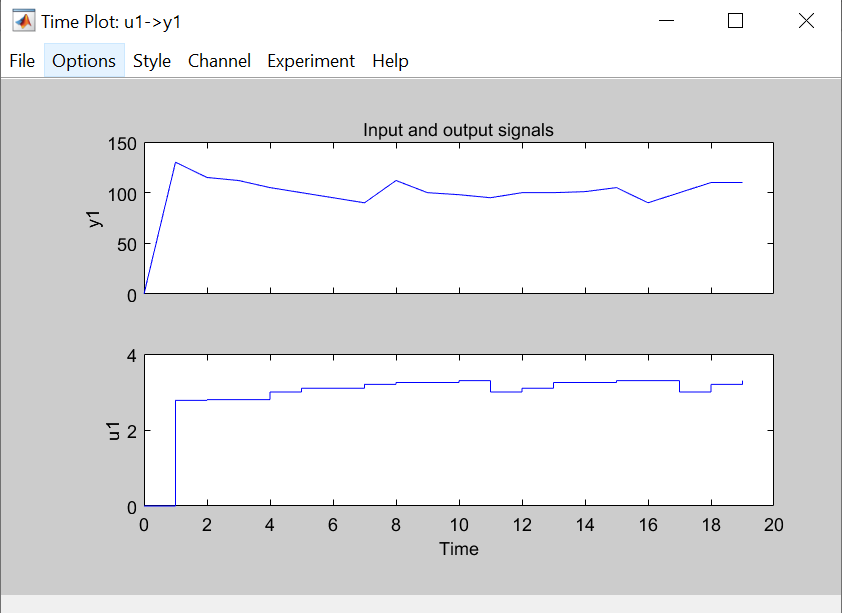 Time Plot: u1->y1
File Options Style Channel Experiment Help
Input and output signals
150
100
50
0
y1
4
2
0
u1
0 2 4 6 8 10 12 14 16 18 20
Time